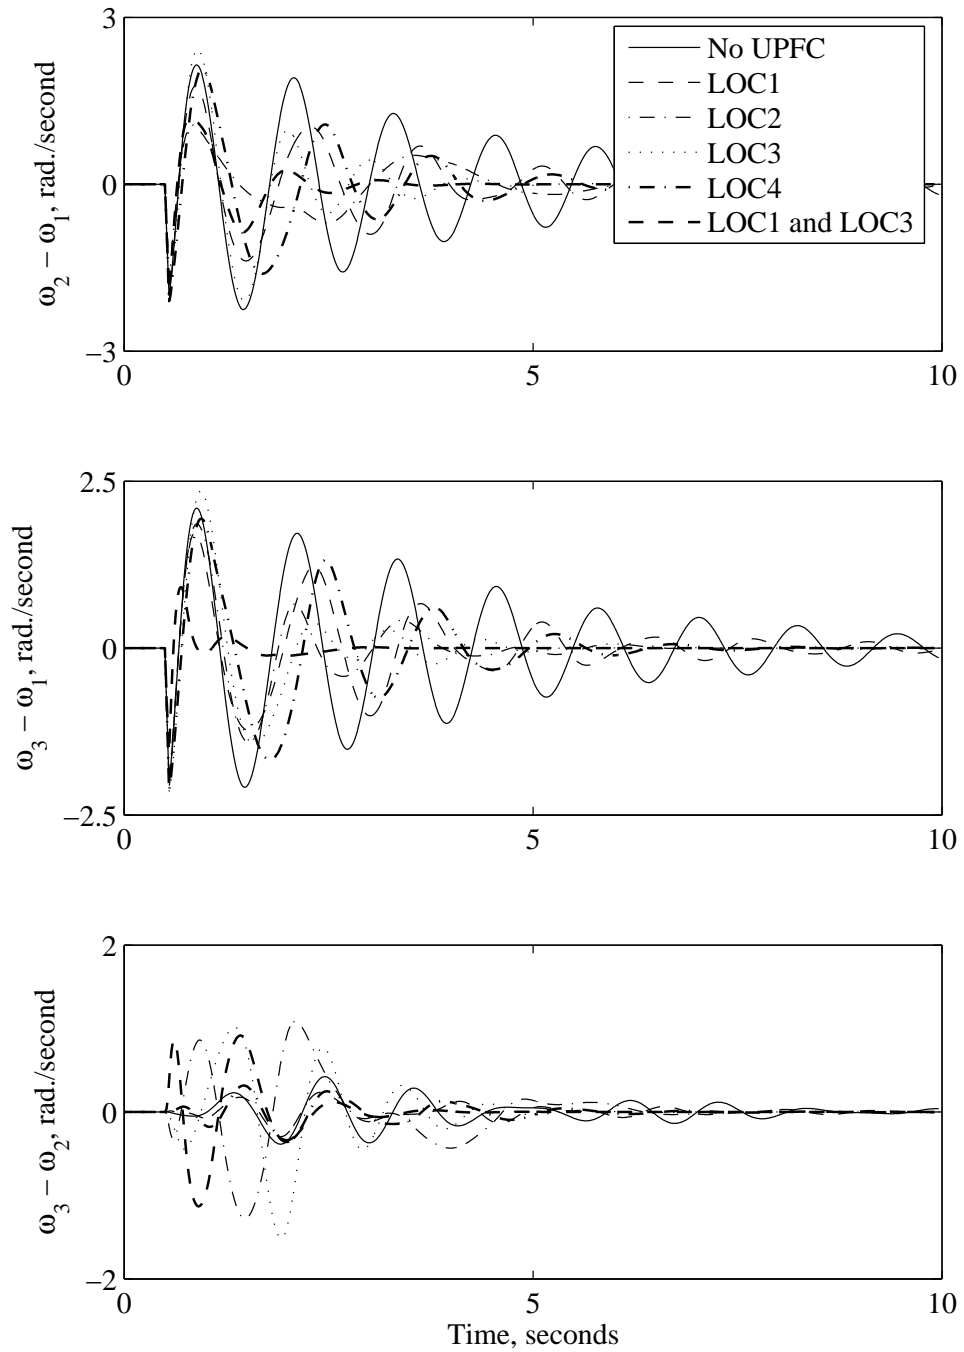 3
0
−3
ω2 − ω1, rad./second
0
5
10
No UPFC
LOC1
LOC2
LOC3
LOC4
LOC1 and LOC3
2.5
0
−2.5
ω3 − ω1, rad./second
0
5
10
2
1
0
−2
ω3 − ω2, rad./second
0
5
10
Time, seconds